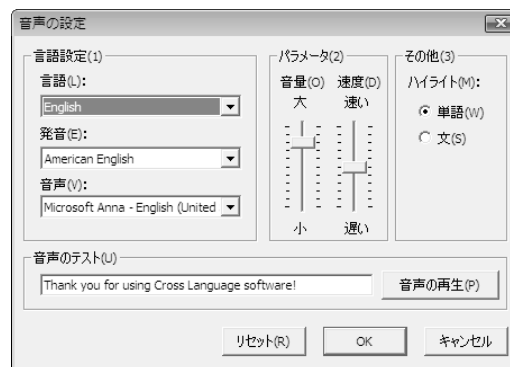 音声の設定
言語設定(1)
言語(L):
English
発音(E):
American English
音声(V):
Microsoft Anna - English (United
パラメータ(2)
音量(O) 速度(D)
大 速い
小 遅い
その他(3)
ハイライト(M):
単語(W)
文(S)
音声のテスト(U)
Thank you for using Cross Language software!
音声の再生(P)
リセット(R) OK キャンセル